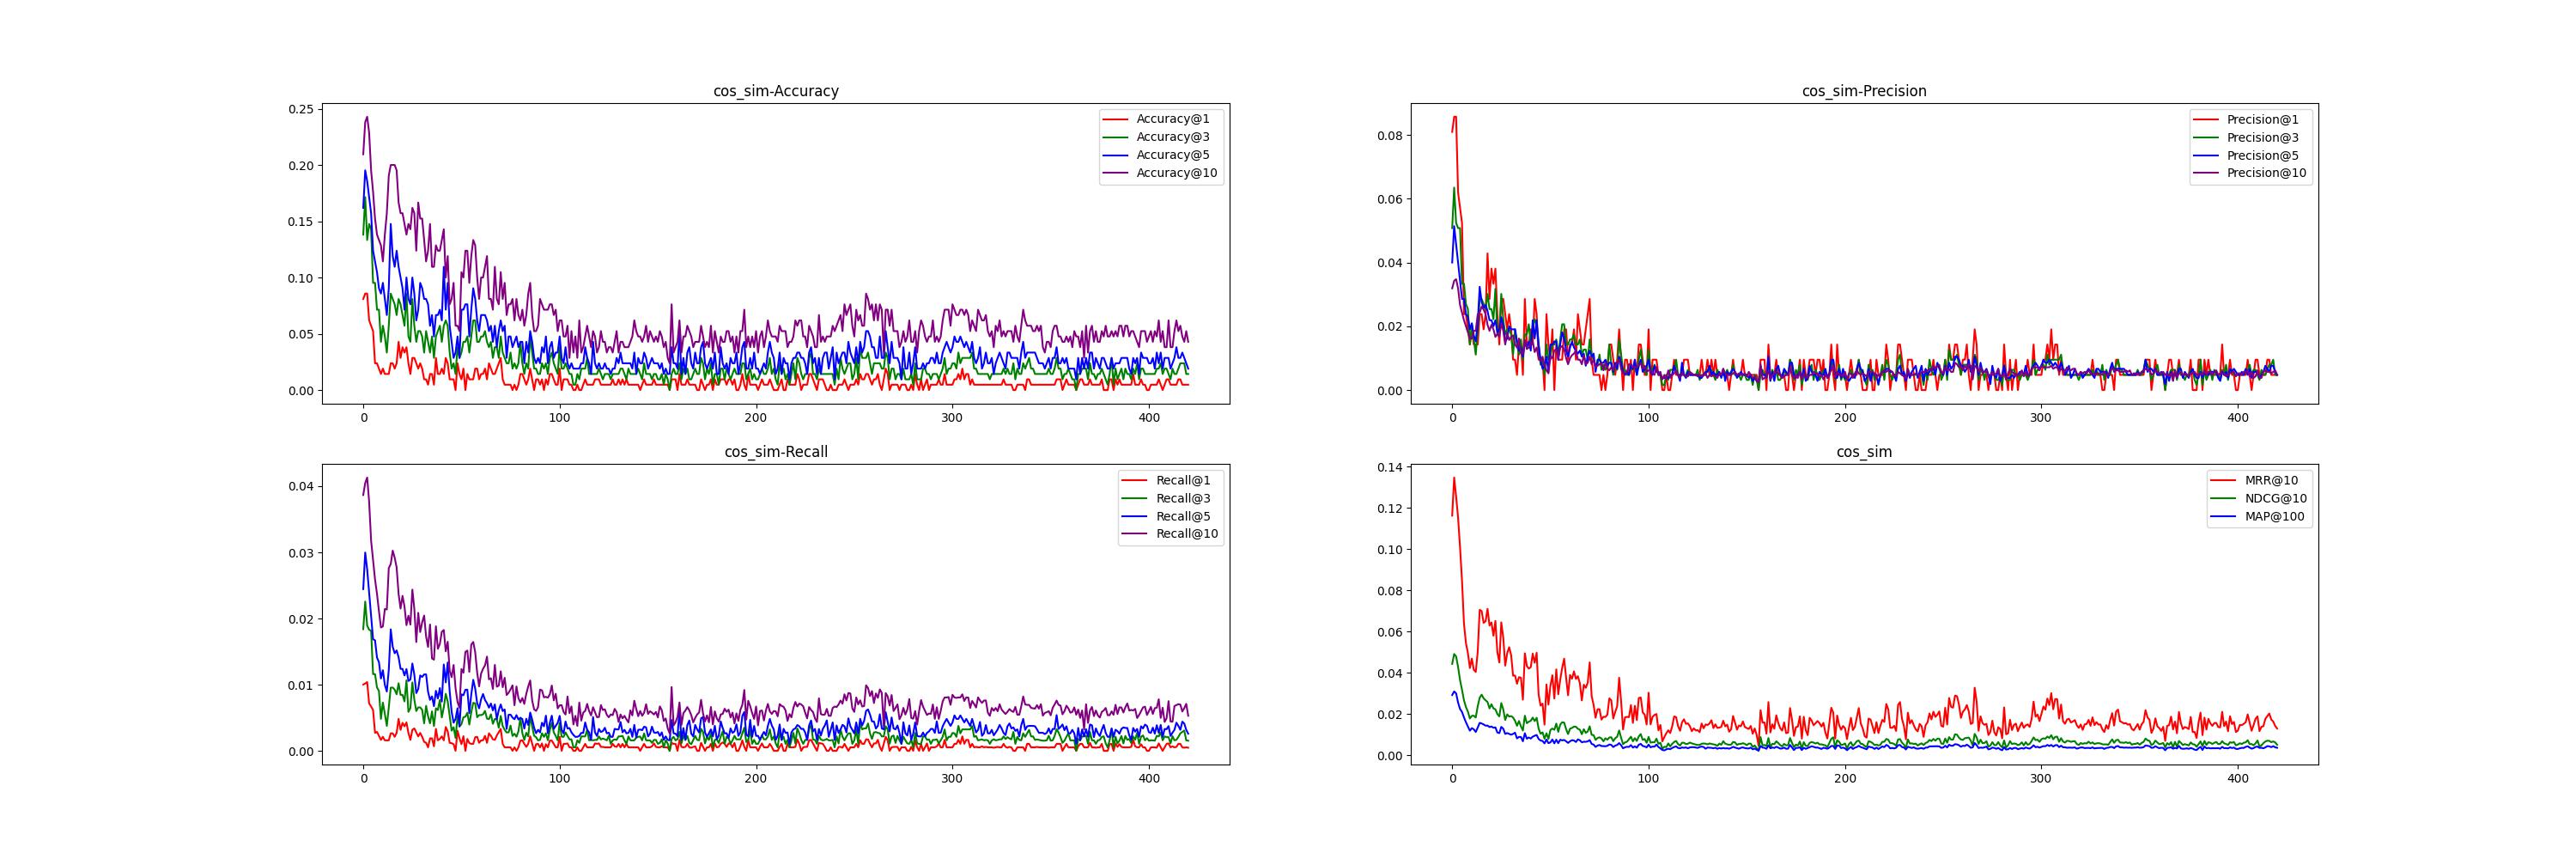 cos_sim-Accuracy
0.25
0.20
0.15
0.10
0.05
0.00
0 100 200 300 400
Accuracy@1
Accuracy@3
Accuracy@5
Accuracy@10
cos_sim-Precision
0.08
0.06
0.04
0.02
0.00
0 100 200 300 400
Precision@1
Precision@3
Precision@5
Precision@10
cos_sim-Recall
0.04
0.03
0.02
0.01
0.00
0 100 200 300 400
Recall@1
Recall@3
Recall@5
Recall@10
cos_sim
0.14
0.12
0.10
0.08
0.06
0.04
0.02
0.00
0 100 200 300 400
MRR@10
NDCG@10
MAP@100